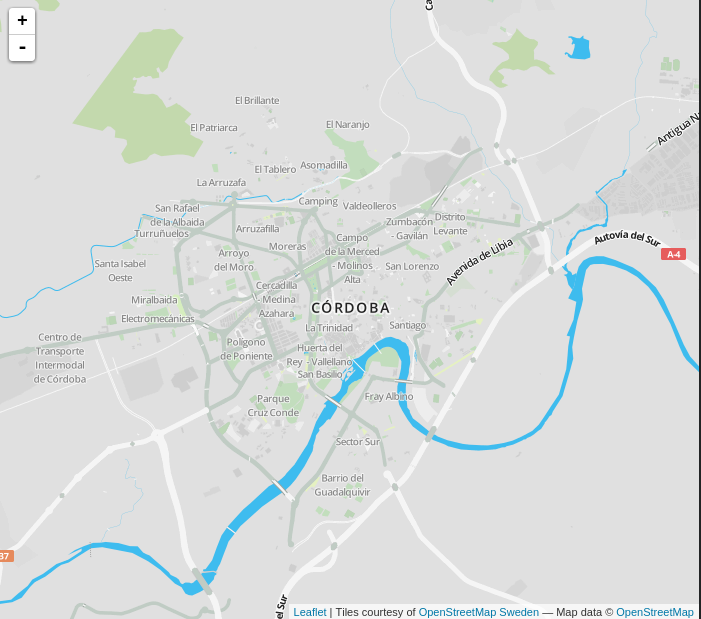 +
-
El Brillante
El Patriarca
El Naranjo
Antigua N
El Tablero
Asomadilla
La Arruzafa
Camping
Valdeolleros
San Rafael
de la Albaida
Turruñuelos
Arruzafilla
Zumbacón
- Gavilán
Distrito
Levante
Autovía del Sur
A-4
Moreras
Campo
de la Merced
- Molinos
Alta
Avenida de Libia
Arroyo
del Moro
San Lorenzo
Santa Isabel
Oeste
Cercadilla
- Medina
Azahara
Miralbaida
Electromecánicas
CÓRDOBA
La Trinidad
Santiago
Centro de
Transporte
Intermodal
de Córdoba
Polígono
de Poniente
Huerta del
Rey - Vallellano
San Basilio
Parque
Cruz Conde
Fray Albino
Sector Sur
Barrio del
Guadalquivir
37
el Sur
Leaflet | Tiles courtesy of OpenStreetMap Sweden — Map data © OpenStreetMap